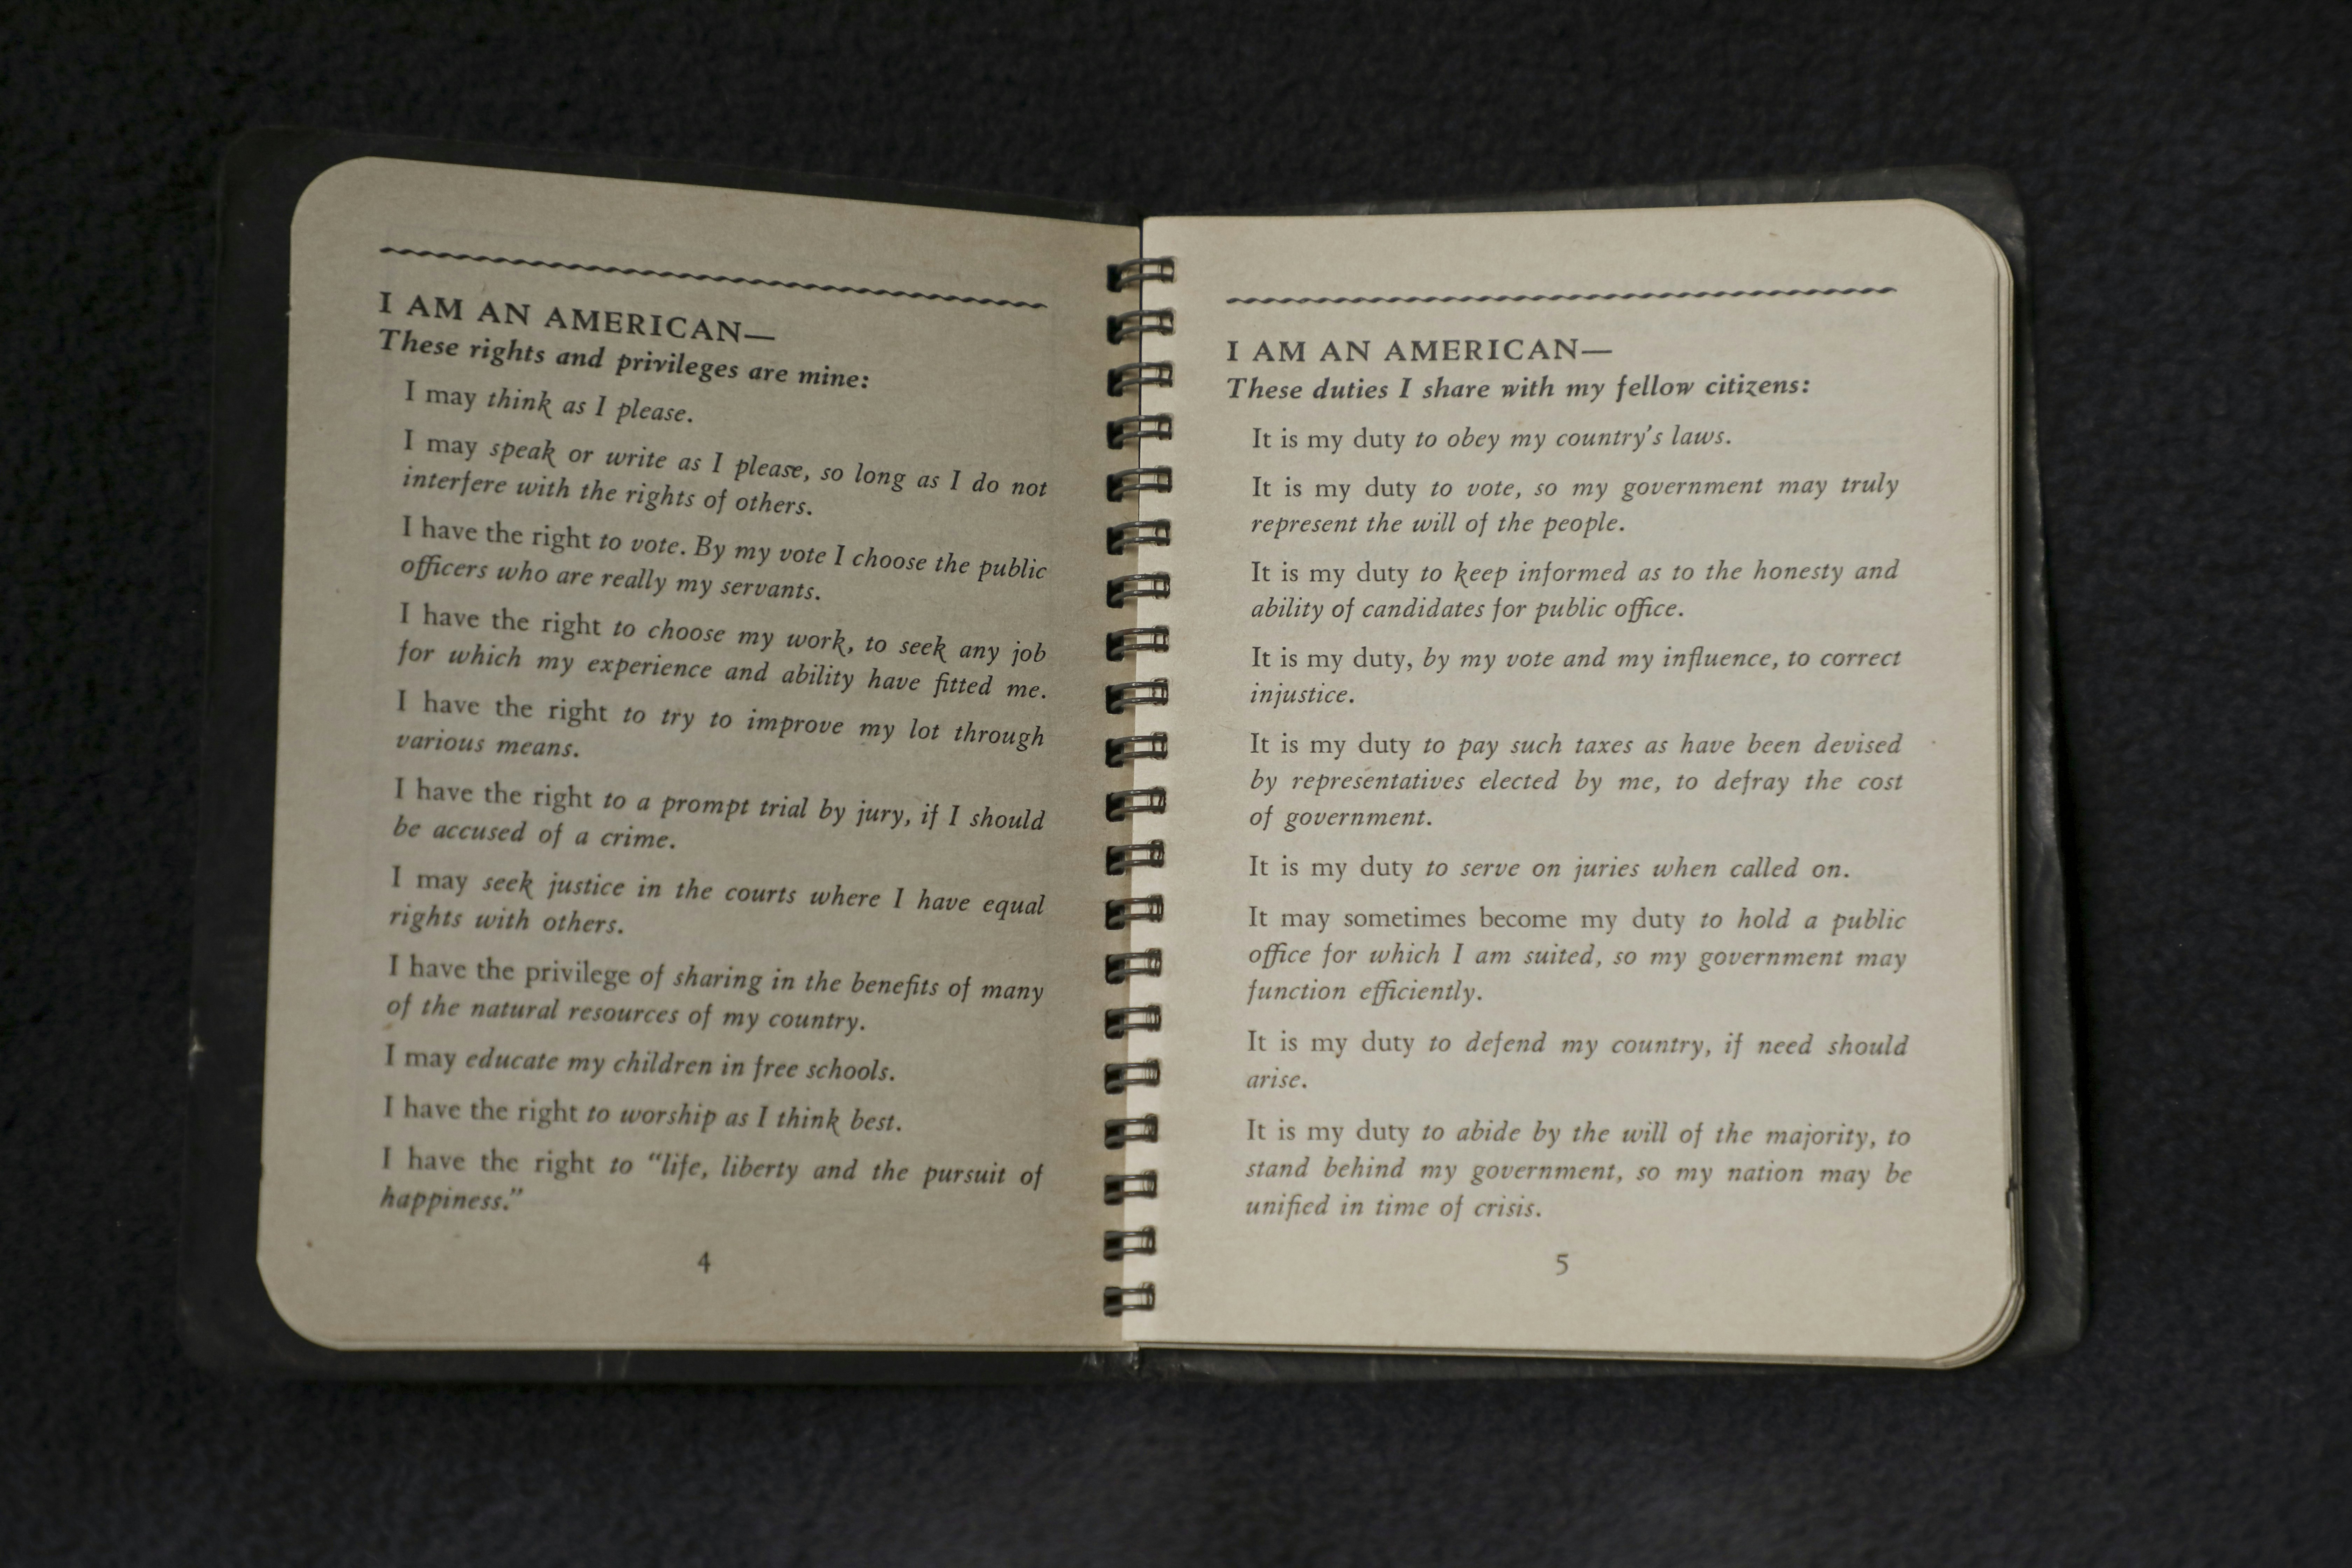 I AM AN AMERICAN—
These rights and privileges are mine:
I may think as I please.
I may speak or write as I please, so long as I do not
interfere with the rights of others.
I have the right to vote. By my vote I choose the public
officers who are really my servants.
I have the right to choose my work, to seek any job
for which my experience and ability have fitted me.
I have the right to try to improve my lot through
various means.
I have the right to a prompt trial by jury, if I should
be accused of a crime.
I may seek justice in the courts where I have equal
rights with others.
I have the privilege of sharing in the benefits of many
of the natural resources of my country.
I may educate my children in free schools.
I have the right to worship as I think best.
I have the right to “life, liberty and the pursuit of
happiness.”
4
I AM AN AMERICAN—
These duties I share with my fellow citizens:
It is my duty to obey my country’s laws.
It is my duty to vote, so my government may truly
represent the will of the people.
It is my duty to keep informed as to the honesty and
ability of candidates for public office.
It is my duty, by my vote and my influence, to correct
injustice.
It is my duty to pay such taxes as have been devised
by representatives elected by me, to defray the cost
of government.
It is my duty to serve on juries when called on.
It may sometimes become my duty to hold a public
office for which I am suited, so my government may
function efficiently.
It is my duty to defend my country, if need should
arise.
It is my duty to abide by the will of the majority, to
stand behind my government, so my nation may be
unified in time of crisis.
5